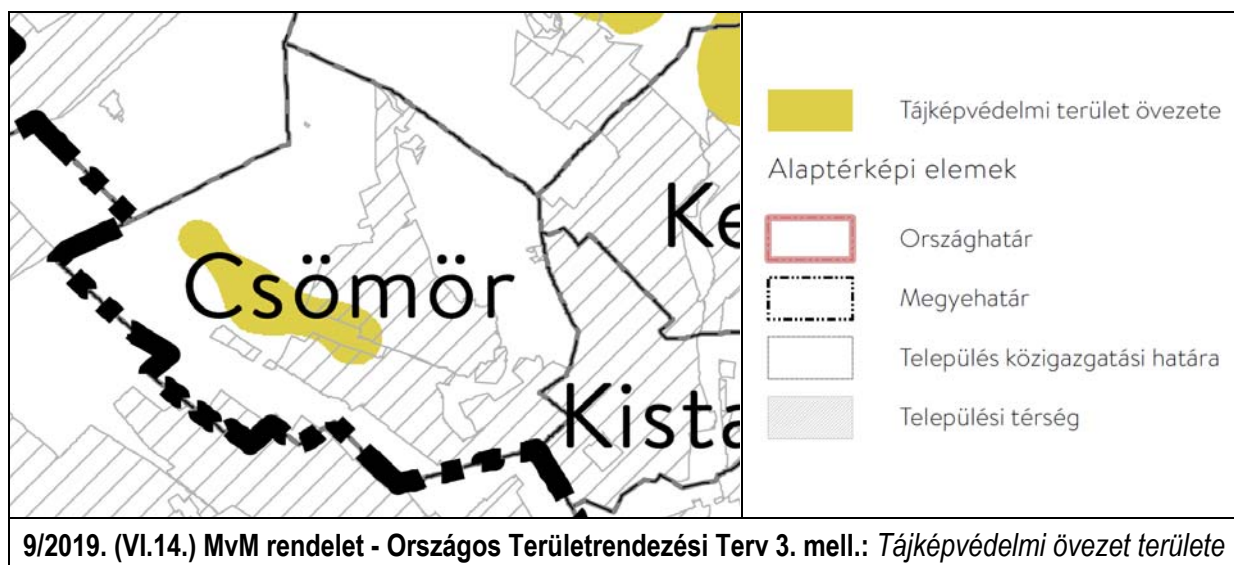 Csömör
Ke
Kista
Tájképvédelmi terület övezete
Alaptérképi elemek
Országhatár
Megyehatár
Település közigazgatási határa
Települési térség
9/2019. (VI.14.) MvM rendelet - Országos Területrendezési Terv 3. mell.: Tájképvédelmi övezet területe